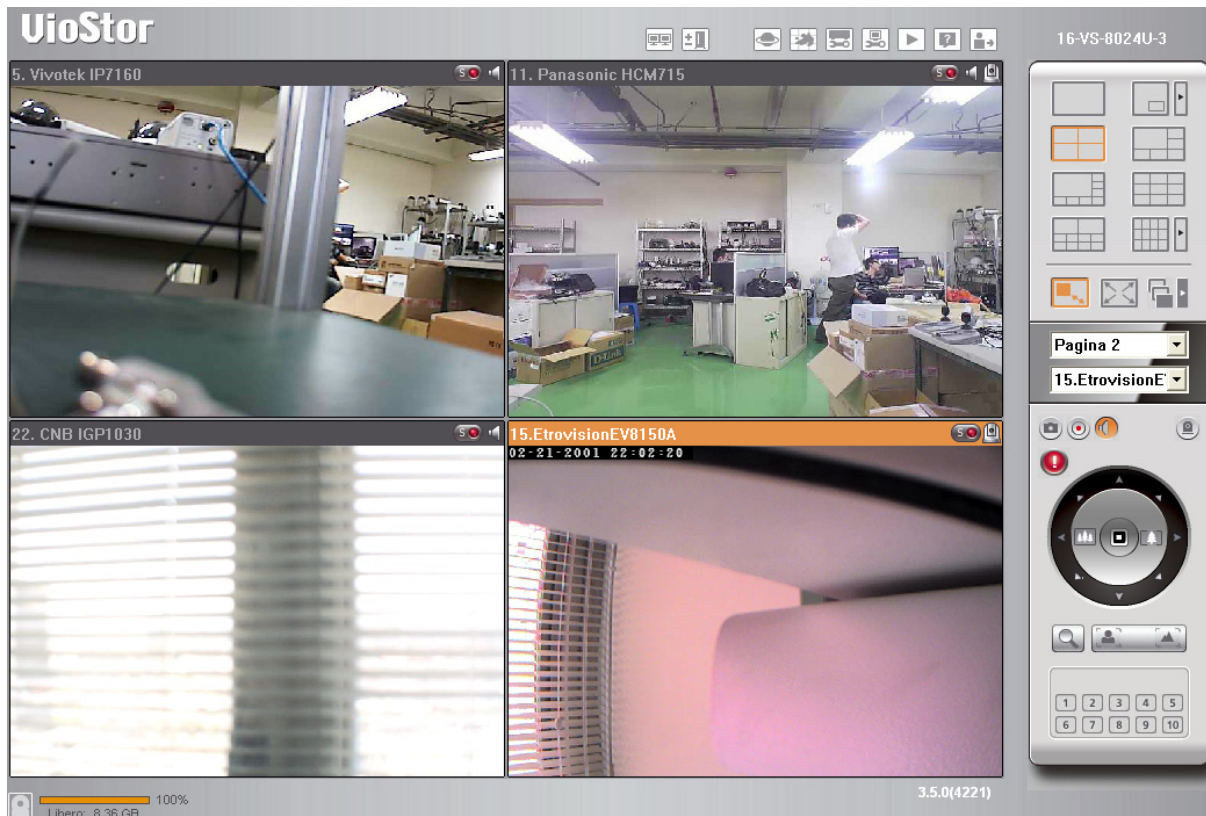 VioStor
16-VS-8024U-3
5. Vivotek IP7160
S
11. Panasonic HCM715
S
22. CNB IGP1030
S
15.EtrovisionEV8150A
S
02-21-2001 22:02:20
D-Link
Pagina 2
15.EtrovisionE
1 2 3 4 5
6 7 8 9 10
100%
Libero: 8.36 GB
3.5.0(4221)